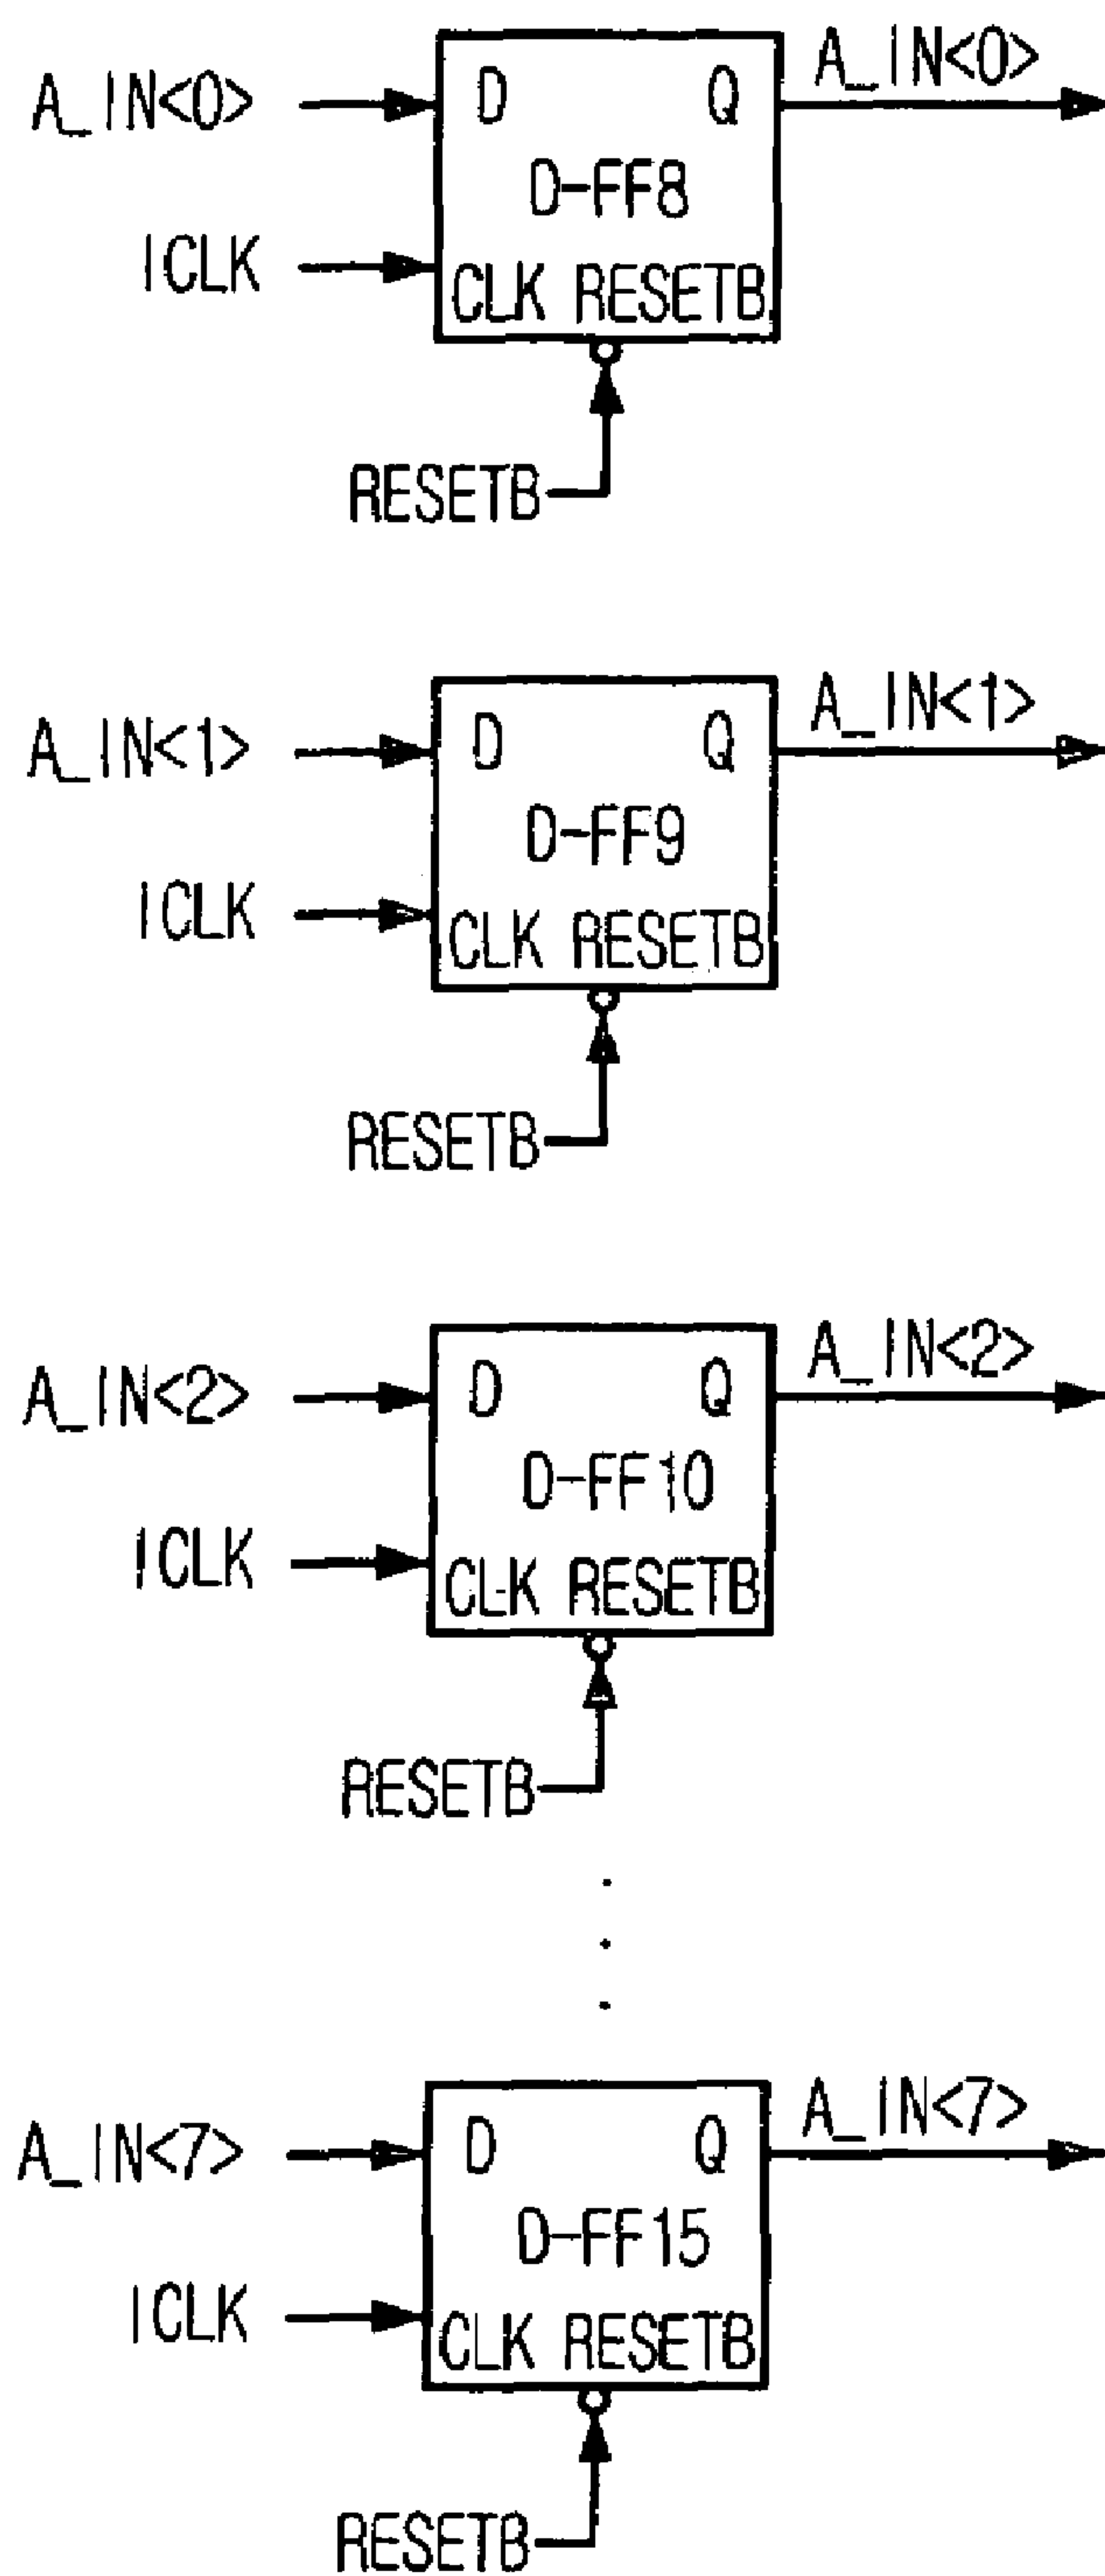 A_IN<0> D Q A_IN<0>
D-FF8
ICLK CLK RESETB
RESETB
A_IN<1> D Q A_IN<1>
D-FF9
ICLK CLK RESETB
RESETB
A_IN<2> D Q A_IN<2>
D-FF10
ICLK CLK RESETB
RESETB
A_IN<7> D Q A_IN<7>
D-FF15
ICLK CLK RESETB
RESETB